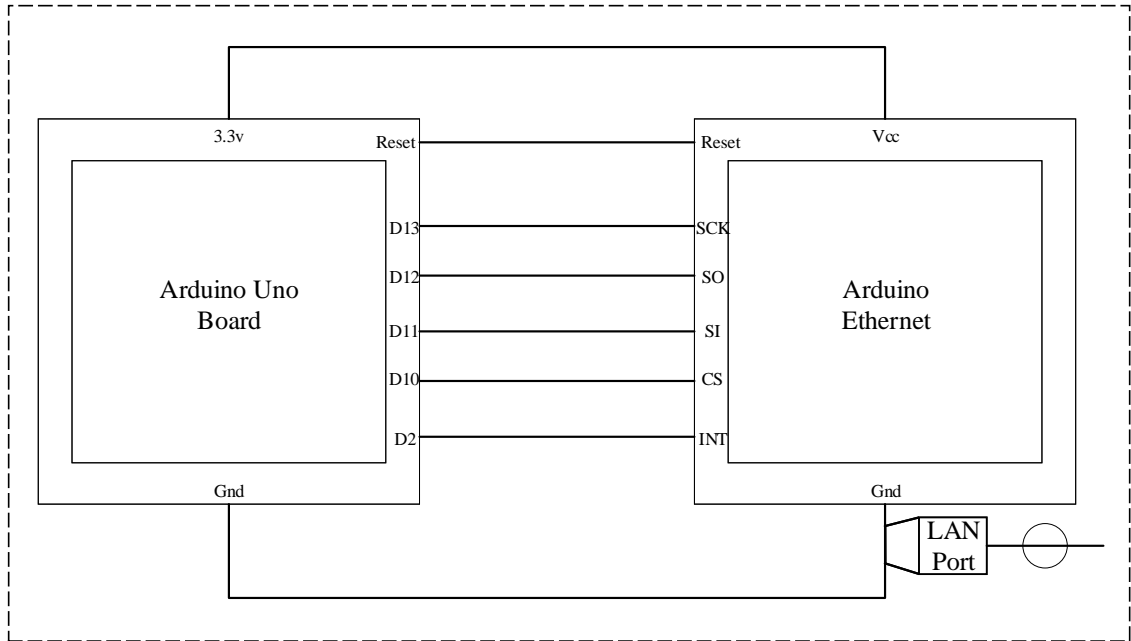 3.3v
Vcc
Reset
Reset
D13
SCK
D12
SO
Arduino Uno
Board
Arduino
Ethernet
D11
SI
D10
CS
D2
INT
Gnd
Gnd
LAN
Port